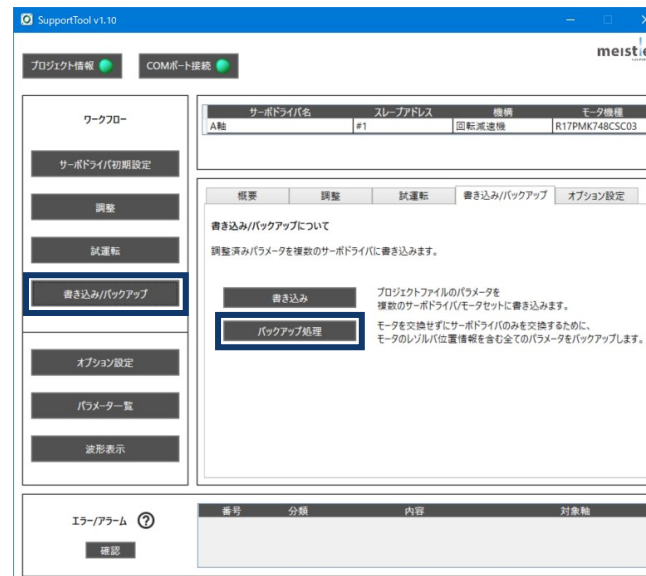 SupportTool v1.10
meistie
プロジェクト情報
COMポート接続
ワークフロー
サーボドライバ初期設定
調整
試運転
書き込み/バックアップ
オプション設定
パラメータ一覧
波形表示
サーボドライバ名 スレーブアドレス 機構 モータ機種
A軸 #1 回転減速機 R17PMK748CSC03
概要 調整 試運転 書き込み/バックアップ オプション設定
書き込み/バックアップについて
調整済みパラメータを複数のサーボドライバに書き込みます。
書き込み
プロジェクトファイルのパラメータを
複数のサーボドライバ/モータセットに書き込みます。
バックアップ処理
モータを交換せずにサーボドライバのみを交換するために、
モータのレゾルバ位置情報を含む全てのパラメータをバックアップします。
エラー/アラーム ?
確認
番号 分類 内容 対象軸